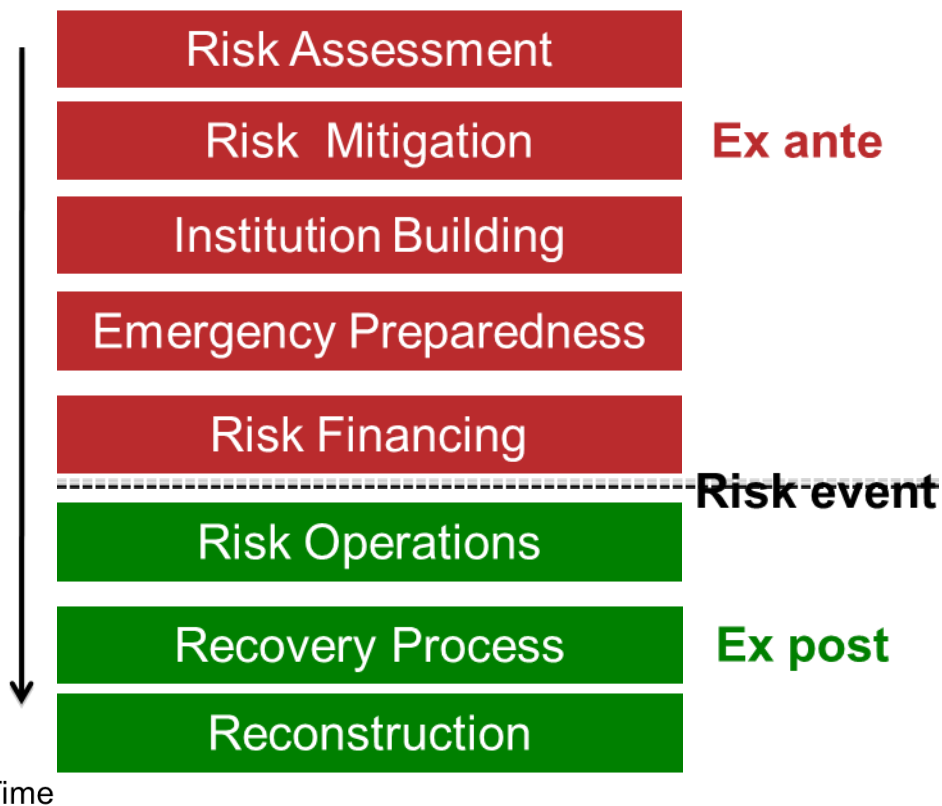 Risk Assessment
Risk Mitigation
Ex ante
Institution Building
Emergency Preparedness
Risk Financing
Risk event
Risk Operations
Recovery Process
Ex post
Reconstruction
Time